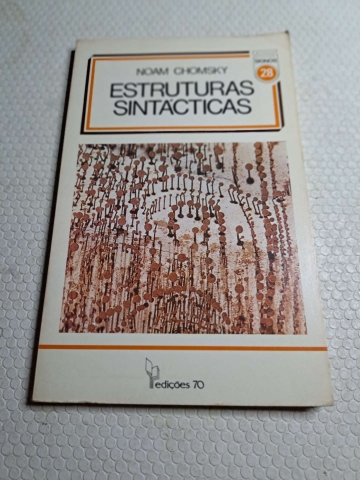 NOAM CHOMSKY
ESTRUTURAS
SINTÁCTICAS
SIGNOS
28
edições 70